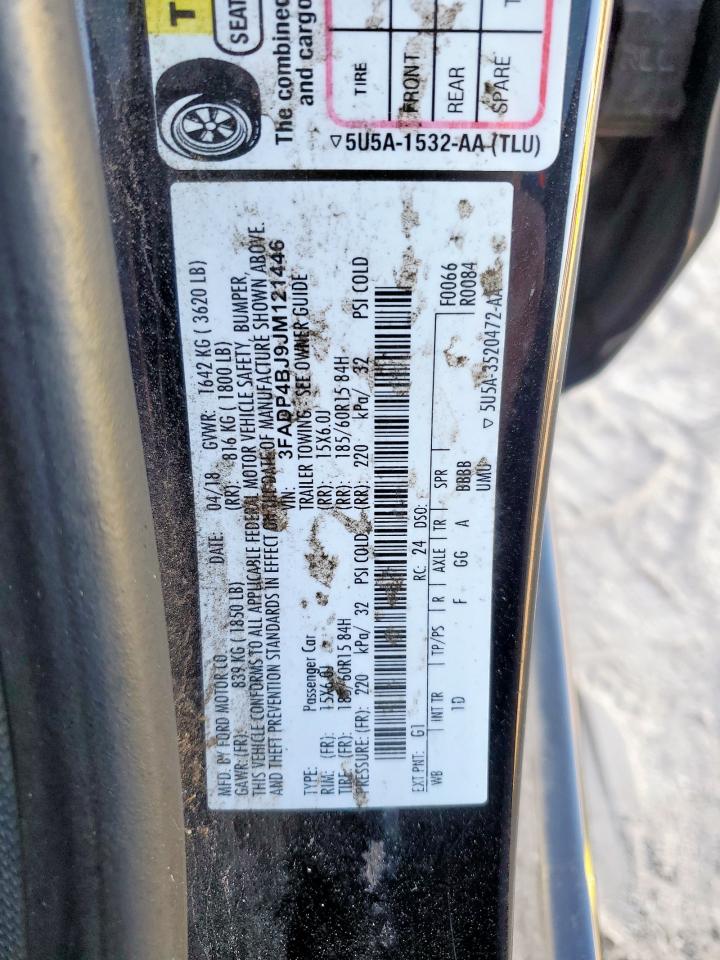 T
SEAT
The combined
and cargo
TIRE
FRONT
REAR
SPARE
T
▽5U5A-1532-AA (TLU)
MFD. BY FORD MOTOR CO.
DATE: 04/18 GVWR: 1642 KG ( 3620 LB)
GAWR: (FR): 839 KG ( 1850 LB) (RR): 816 KG ( 1800 LB)
THIS VEHICLE CONFORMS TO ALL APPLICABLE FEDERAL MOTOR VEHICLE SAFETY, BUMPER,
AND THEFT PREVENTION STANDARDS IN EFFECT ON THE DATE OF MANUFACTURE SHOWN ABOVE.
VIN: 3FADP4BJ9JM121446
TYPE: Passenger Car TRAILER TOWING: SEE OWNER GUIDE
RIM: (FR): 15X6.0J (RR): 15X6.0J
TIRE (FR): 185/60R15 84H (RR): 185/60R15 84H
PRESSURE: (FR): 220 kPa/ 32 PSI COLD (RR): 220 kPa/ 32 PSI COLD
EXT PNT: G1 RC: 24 DSO: F0066
WB INT TR TP/PS R AXLE TR SPR R0084
1D F GG A BBBB
UMU
▽ 5U5A-3520472-AA